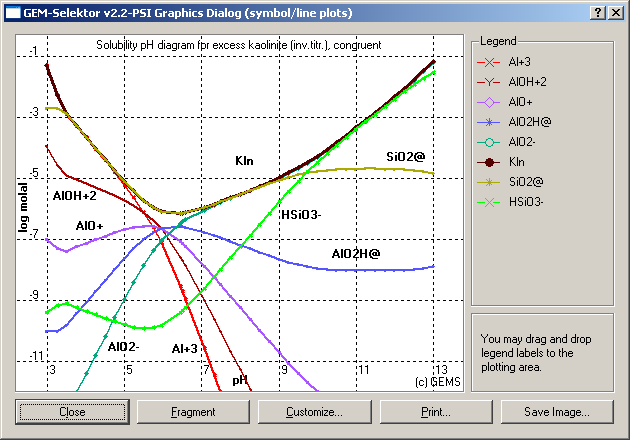 GEM-Selektor v2.2-PSI Graphics Dialog (symbol/line plots)
Solubility pH diagram for excess kaolinite (inv.titr.), congruent
-1
-3
-5
-7
-9
-11
log molal
Kln
SiO2@
AlOH+2
HSiO3-
AlO+
AlO2H@
AlO2-
Al+3
pH
3
5
7
9
11
13
(c) GEMS
Legend
Al+3
AlOH+2
AlO+
AlO2H@
AlO2-
Kln
SiO2@
HSiO3-
You may drag and drop
legend labels to the
plotting area.
Close
Fragment
Customize...
Print...
Save Image...